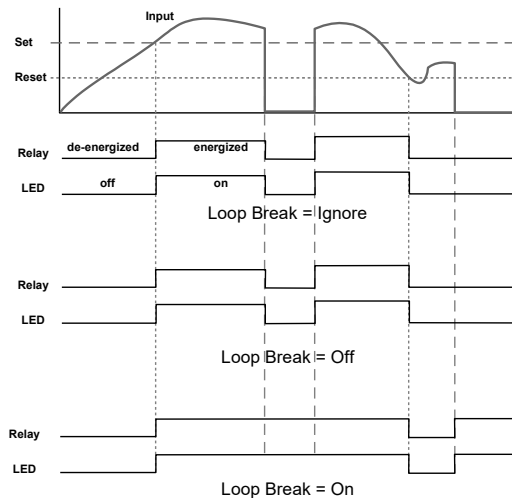 Input
Set
Reset
Relay
de-energized
energized
LED
off
on
Loop Break = Ignore
Relay
LED
Loop Break = Off
Relay
LED
Loop Break = On